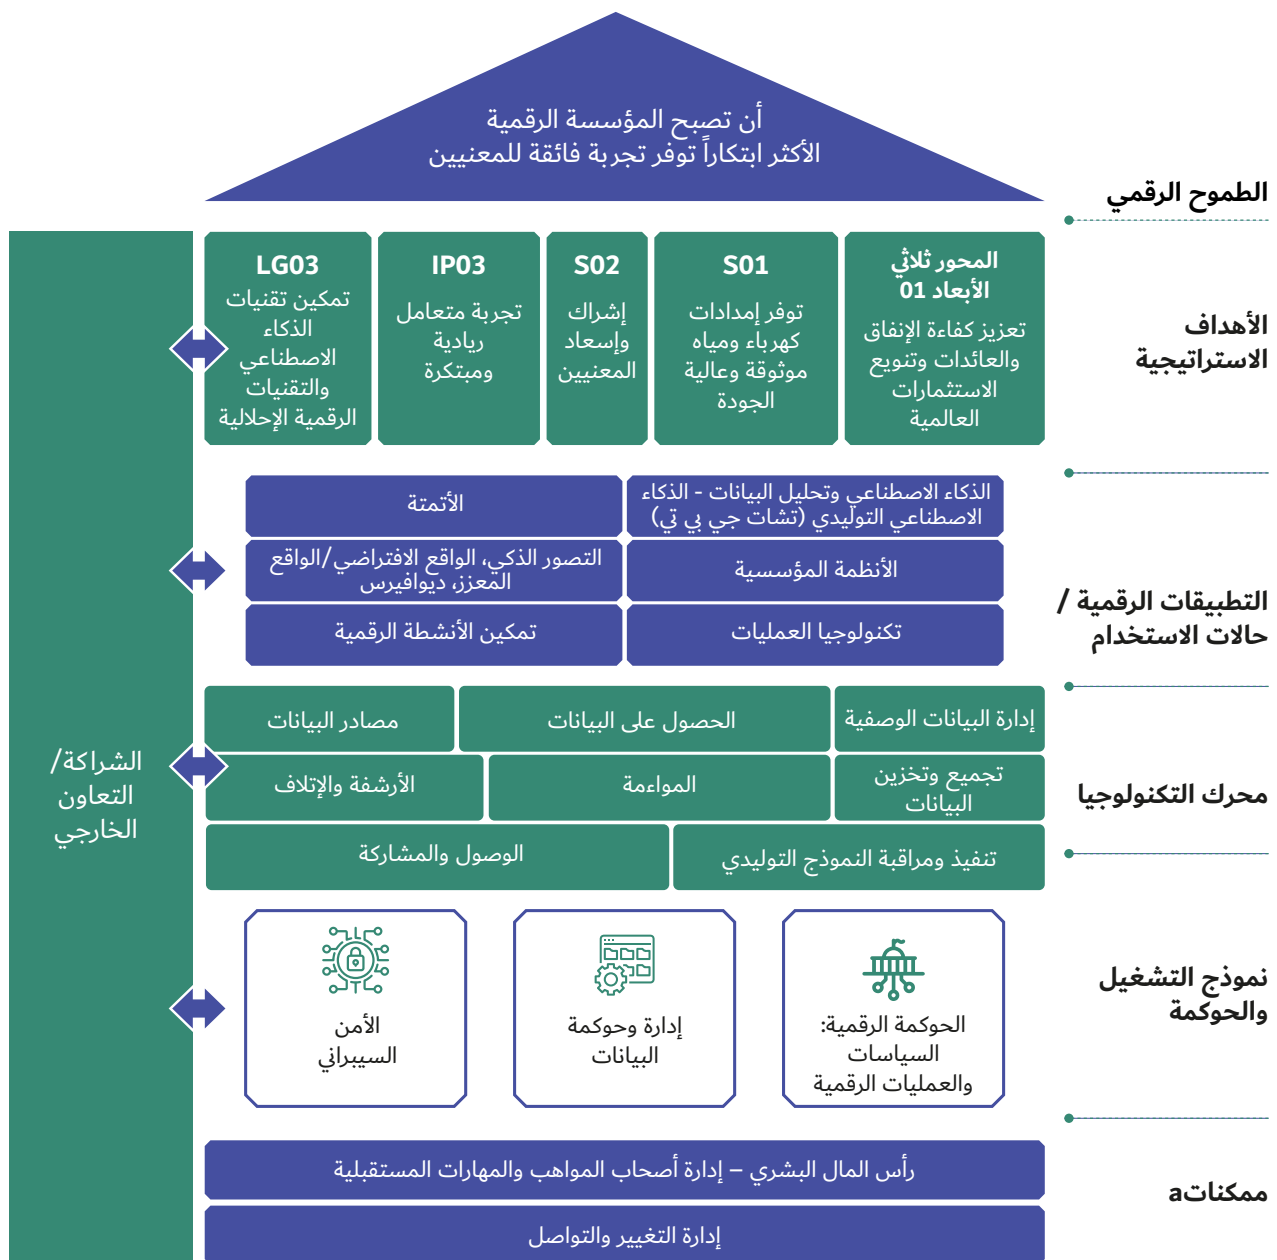 أن تصبح المؤسسة الرقمية
الأكثر ابتكاراً توفر تجربة فائقة للمعنيين
الطموح الرقمي
الأهداف
الاستراتيجية
المحور ثلاثي
الأبعاد 01
تعزيز كفاءة الإنفاق
والعائدات وتنويع
الاستثمارات
العالمية
S01
توفر إمدادات
كهرباء ومياه
موثوقة وعالية
الجودة
S02
إشراك
وإسعاد
المعنيين
IP03
تجربة متعامل
ريادية
ومبتكرة
LG03
تمكين تقنيات
الذكاء
الاصطناعي
والتقنيات
الرقمية الإحلالية
التطبيقات الرقمية /
حالات الاستخدام
الذكاء الاصطناعي وتحليل البيانات - الذكاء
الاصطناعي التوليدي (تشات جي بي تي)
الأتمتة
الأنظمة المؤسسية
التصور الذكي، الواقع الافتراضي/الواقع
المعزز، ديوافيرس
تكنولوجيا العمليات
تمكين الأنشطة الرقمية
محرك التكنولوجيا
إدارة البيانات الوصفية
الحصول على البيانات
مصادر البيانات
تجميع وتخزين
البيانات
المواءمة
الأرشفة والإتلاف
تنفيذ ومراقبة النموذج التوليدي
الوصول والمشاركة
الشراكة/
التعاون
الخارجي
نموذج التشغيل
والحوكمة
الحوكمة الرقمية:
السياسات
والعمليات الرقمية
إدارة وحوكمة
البيانات
الأمن
السيبراني
ممكناتa
رأس المال البشري – إدارة أصحاب المواهب والمهارات المستقبلية
إدارة التغيير والتواصل